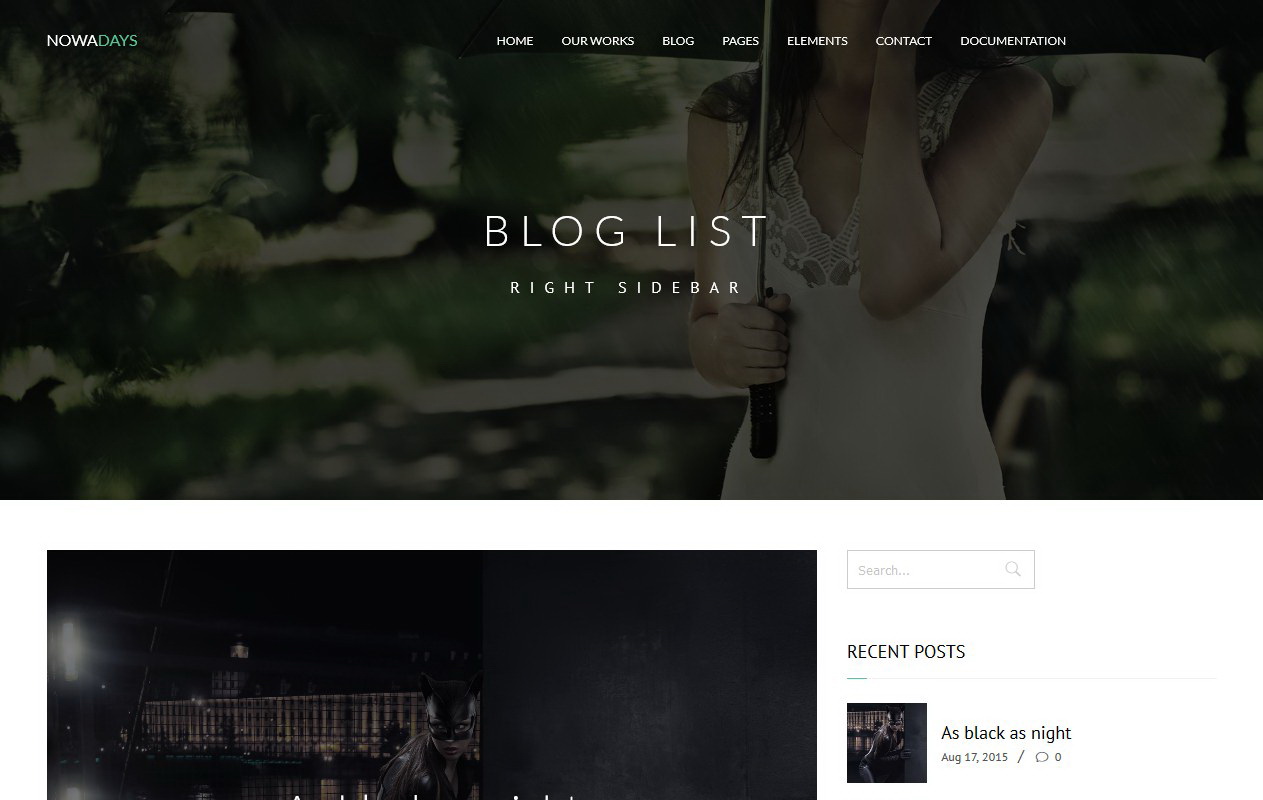 NOWADAYS
HOME OUR WORKS BLOG PAGES ELEMENTS CONTACT DOCUMENTATION
BLOG LIST
RIGHT SIDEBAR
Search...
RECENT POSTS
As black as night
Aug 17, 2015 / 0